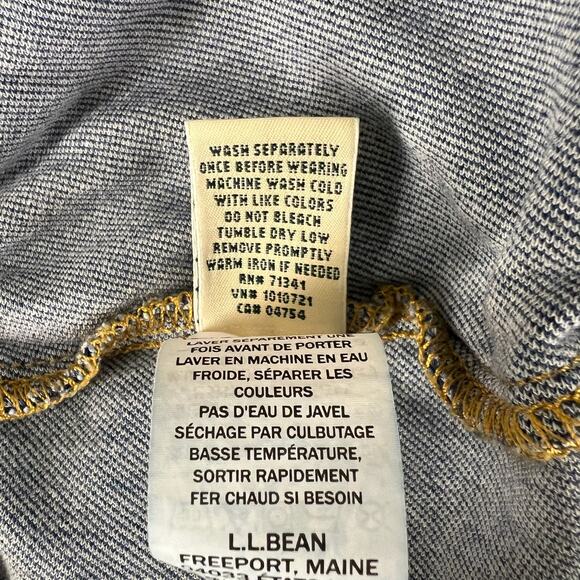 WASH SEPARATELY
ONCE BEFORE WEARING
MACHINE WASH COLD
WITH LIKE COLORS
DO NOT BLEACH
TUMBLE DRY LOW
REMOVE PROMPTLY
WARM IRON IF NEEDED
RN# 71341
VN# 1010721
CA# 04754
LAVER SÉPARÉMENT UNE
FOIS AVANT DE PORTER
LAVER EN MACHINE EN EAU
FROIDE, SÉPARER LES
COULEURS
PAS D'EAU DE JAVEL
SÉCHAGE PAR CULBUTAGE
BASSE TEMPÉRATURE,
SORTIR RAPIDEMENT
FER CHAUD SI BESOIN
L.L.BEAN
FREEPORT, MAINE